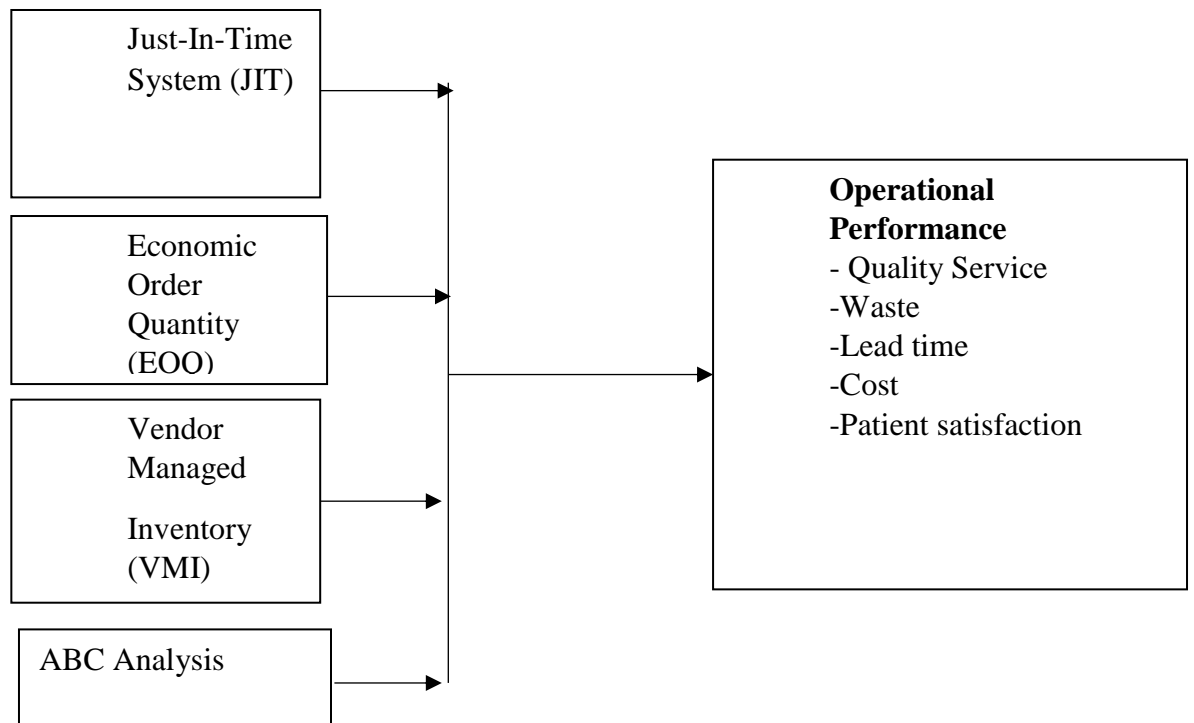 Just-In-Time
System (JIT)
Economic
Order
Quantity
(EOO)
Vendor
Managed
Inventory
(VMI)
ABC Analysis
Operational
Performance
- Quality Service
-Waste
-Lead time
-Cost
-Patient satisfaction